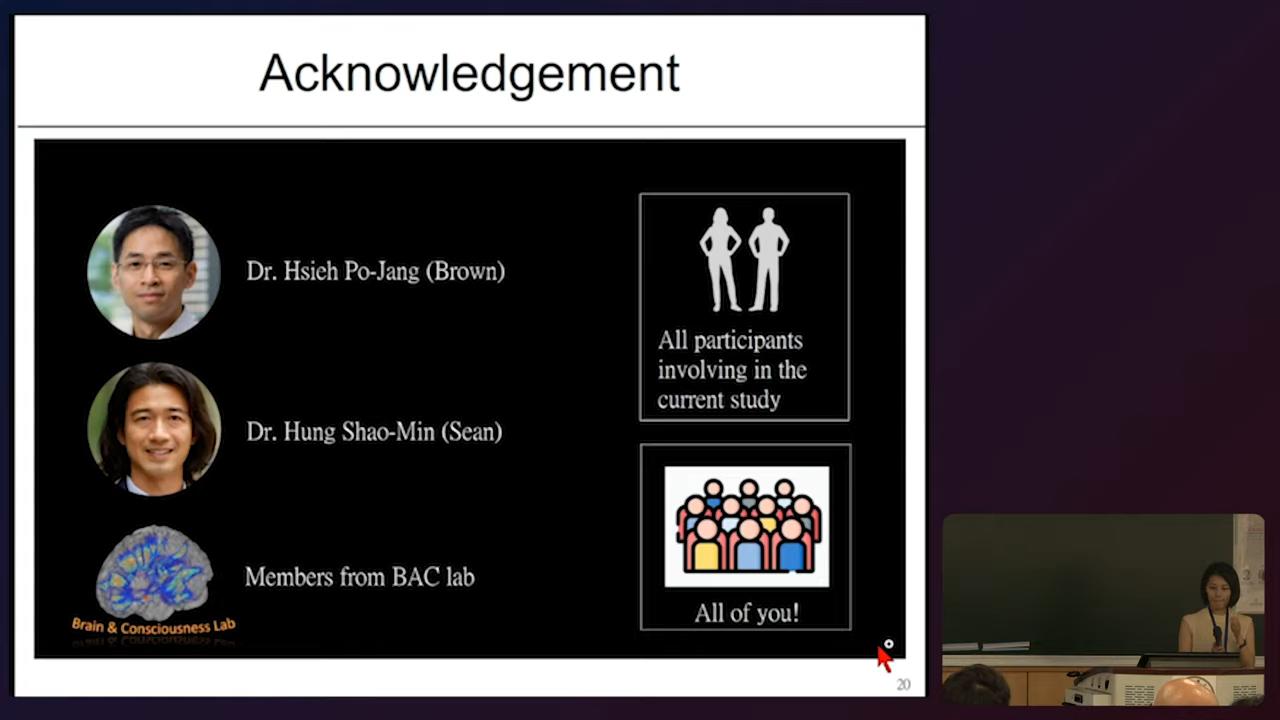 Acknowledgement
Dr. Hsieh Po-Jang (Brown)
Dr. Hung Shao-Min (Sean)
Brain & Consciousness Lab
Members from BAC lab
All participants
involving in the
current study
All of you!
20